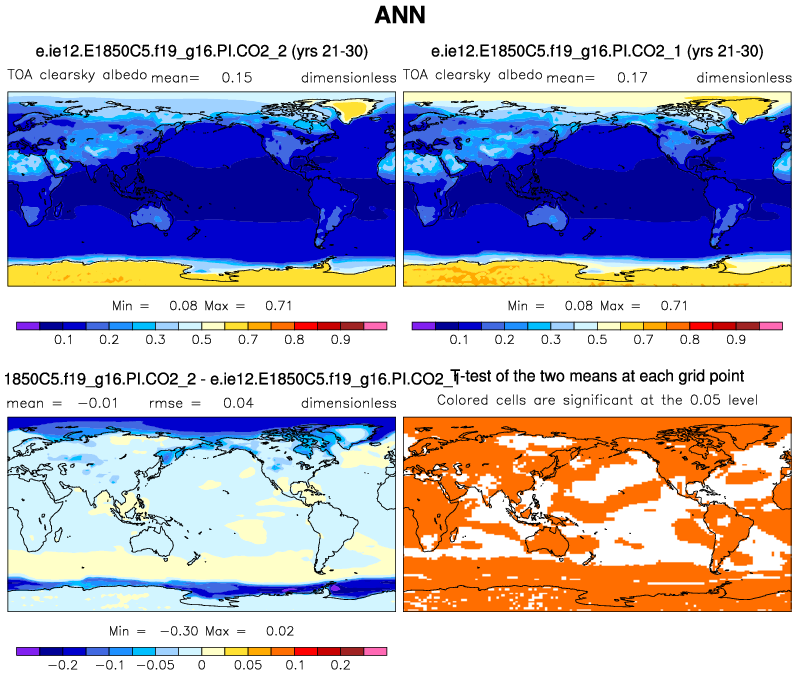 ANN
e.ie12.E1850C5.f19_g16.PI.CO2_2 (yrs 21-30)
TOA clearsky albedo mean= 0.15 dimensionless
Min = 0.08 Max = 0.71
0.1 0.2 0.3 0.5 0.7 0.8 0.9
e.ie12.E1850C5.f19_g16.PI.CO2_1 (yrs 21-30)
TOA clearsky albedo mean= 0.17 dimensionless
Min = 0.08 Max = 0.71
0.1 0.2 0.3 0.5 0.7 0.8 0.9
1850C5.f19_g16.PI.CO2_2 - e.ie12.E1850C5.f19_g16.PI.CO2_1
mean = −0.01 rmse = 0.04 dimensionless
Min = −0.30 Max = 0.02
−0.2 −0.1 −0.05 0 0.05 0.1 0.2
T-test of the two means at each grid point
Colored cells are significant at the 0.05 level